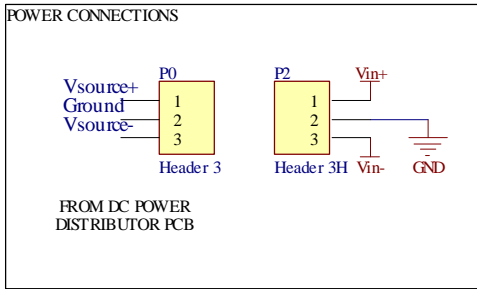 POWER CONNECTIONS
P0
Vsource+
Ground
Vsource-
1
2
3
Header 3
P2
1
2
3
Header 3H
Vin+
Vin-
GND
FROM DC POWER
DISTRIBUTOR PCB